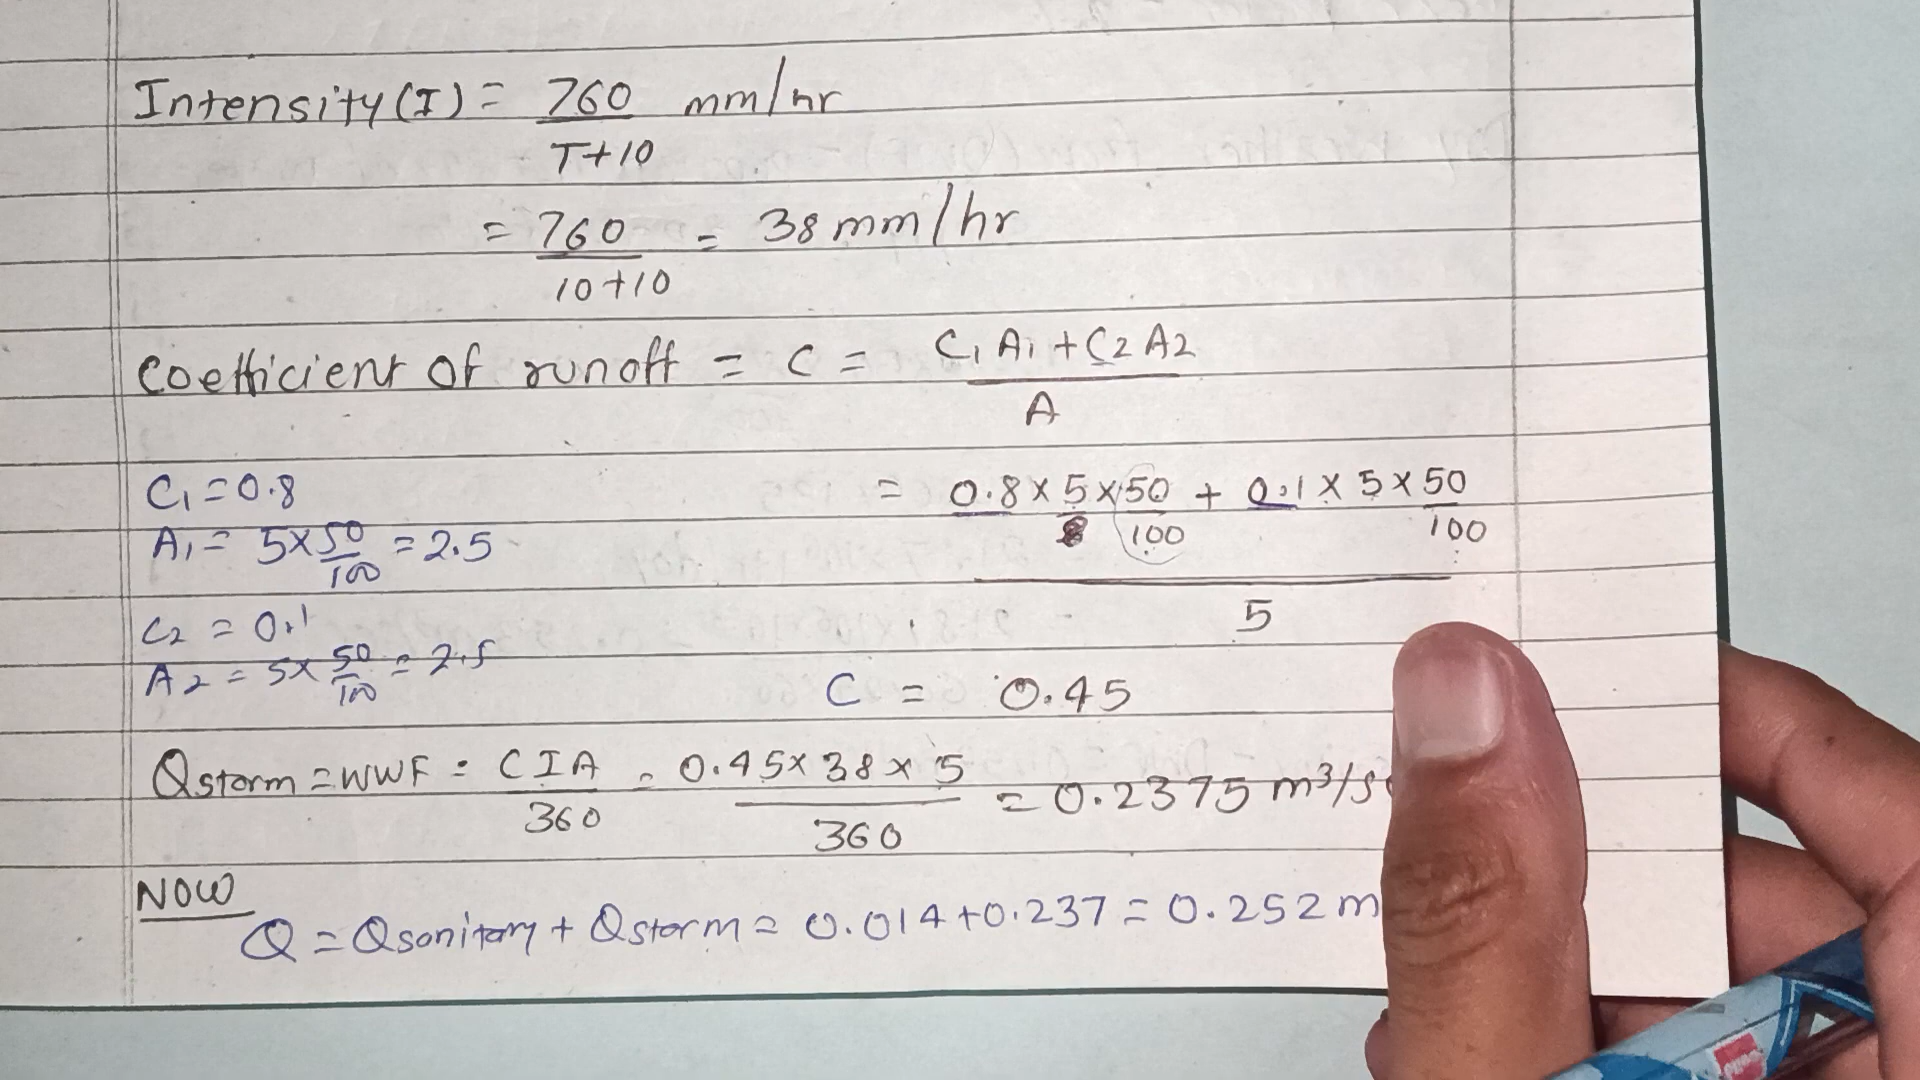 Intensity(I) = 760 mm/hr
T+10
= 760 = 38 mm/hr
10+10
Coefficient of runoff = C = C1 A1 + C2 A2
A
C1 = 0.8
A1 = 5×50 = 2.5
100
= 0.8 × 5 × 50 + 0.1 × 5 × 50
100 100
5
C2 = 0.1
A2 = 5× 50 = 2.5
100
C = 0.45
Qstorm = WWF = CIA = 0.45×38×5 = 0.2375 m³/s
360 360
NOW
Q = Qsanitary + Qstorm = 0.014+0.237 = 0.252 m